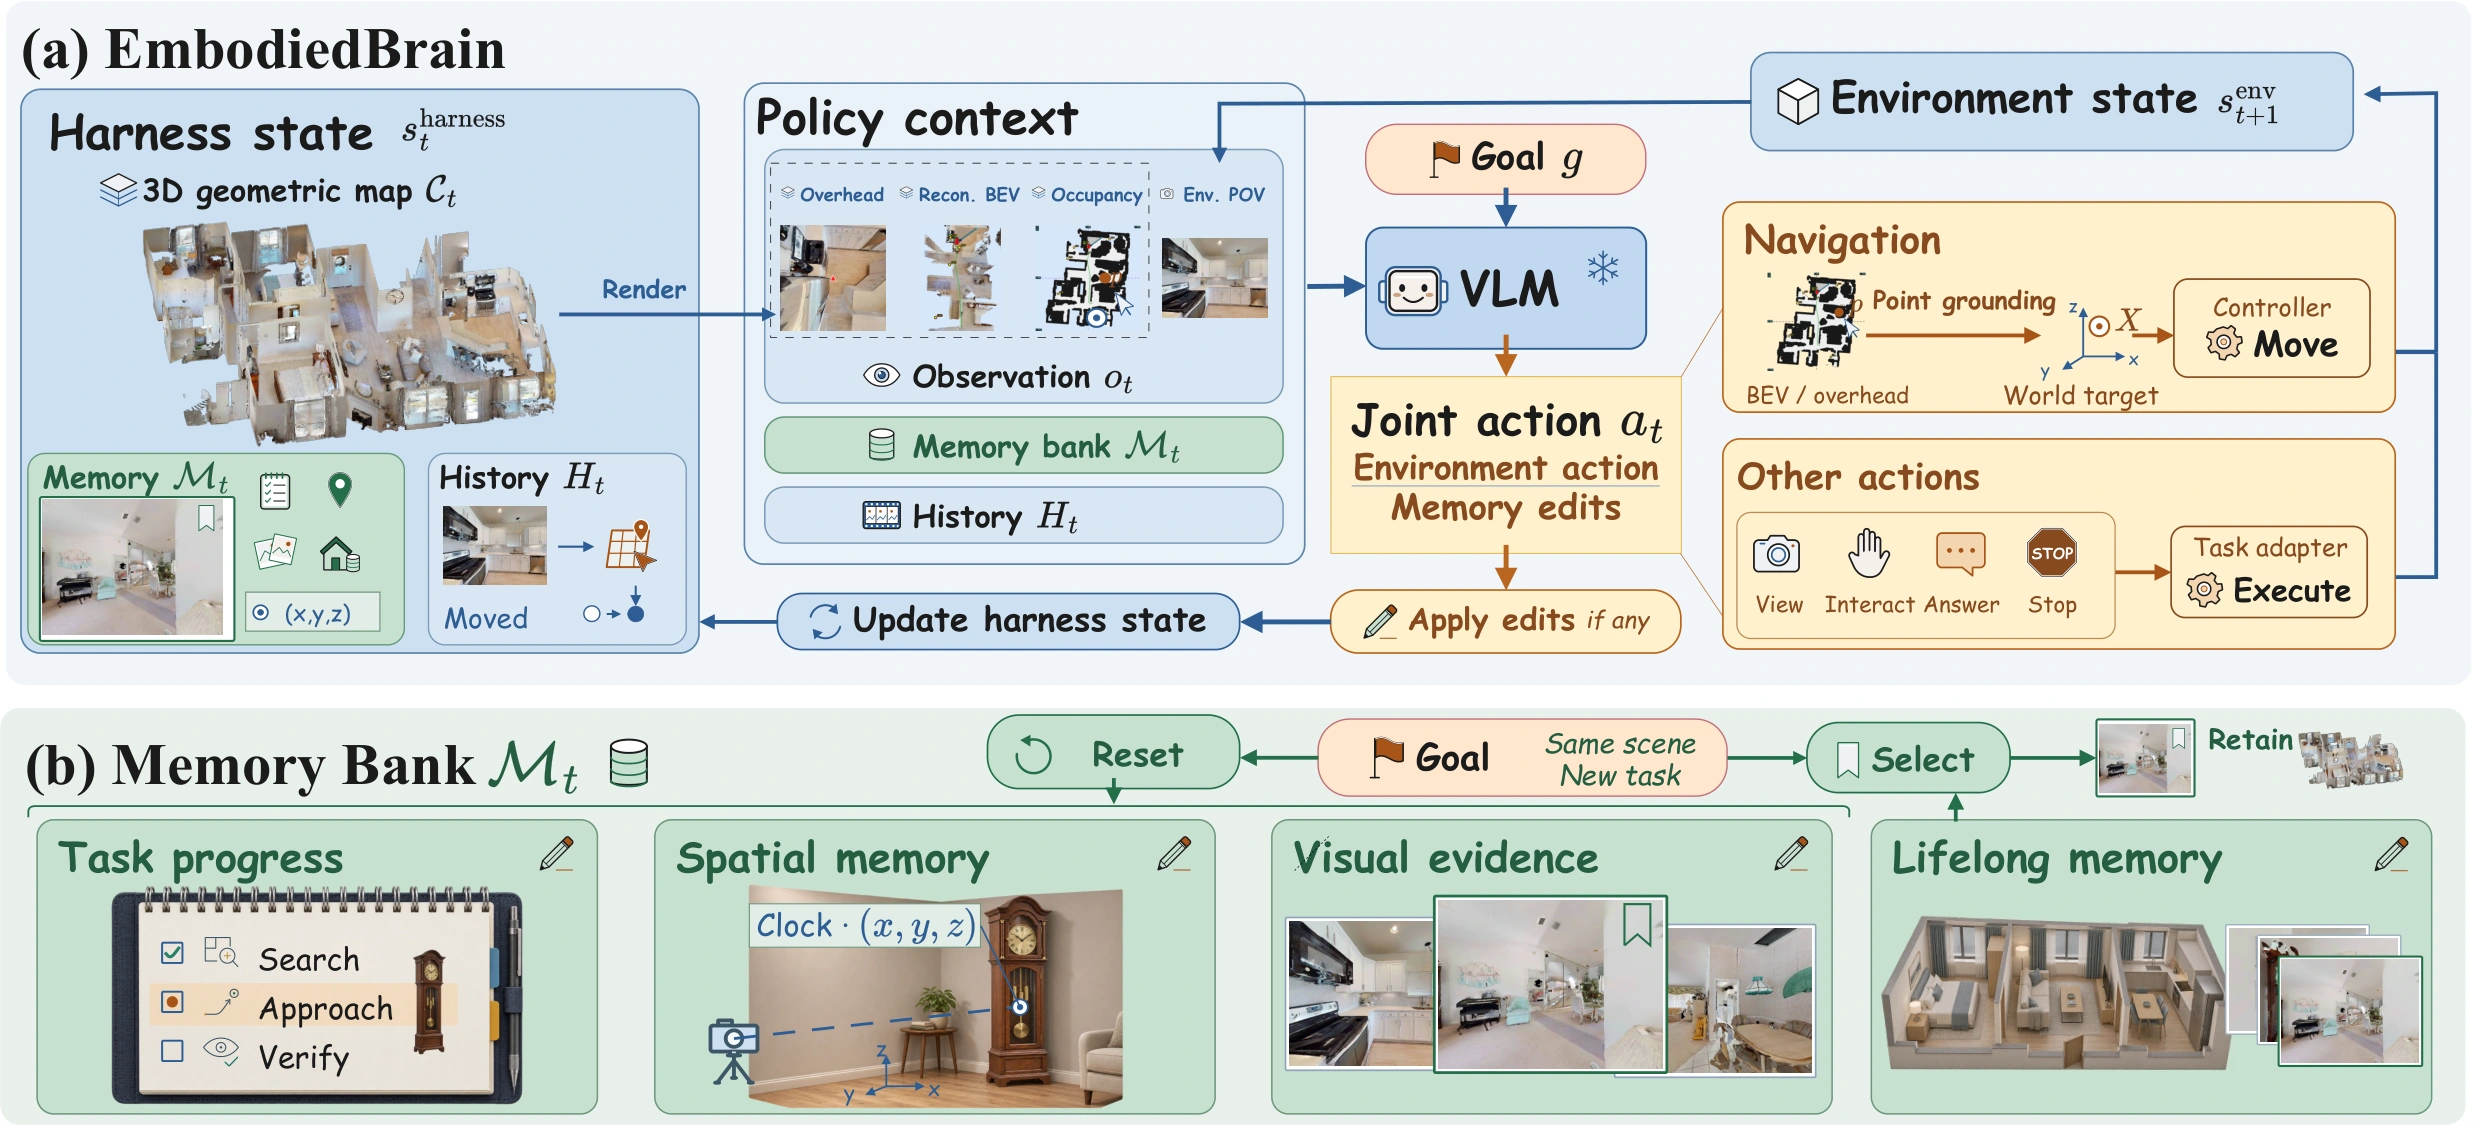 (a) EmbodiedBrain
Harness state s_t^harness
3D geometric map C_t
Render
Memory M_t
(x,y,z)
History H_t
Moved
Policy context
Overhead
Recon. BEV
Occupancy
Env. POV
Observation o_t
Memory bank M_t
History H_t
Update harness state
Goal g
VLM
Joint action a_t
Environment action
Memory edits
Apply edits if any
Environment state s_{t+1}^env
Navigation
p Point grounding
z
X
x
y
BEV / overhead
World target
Controller
Move
Other actions
STOP
View
Interact
Answer
Stop
Task adapter
Execute
(b) Memory Bank M_t
Reset
Goal
Same scene
New task
Select
Retain
Task progress
Search
Approach
Verify
Spatial memory
Clock · (x, y, z)
z
y
x
Visual evidence
Lifelong memory